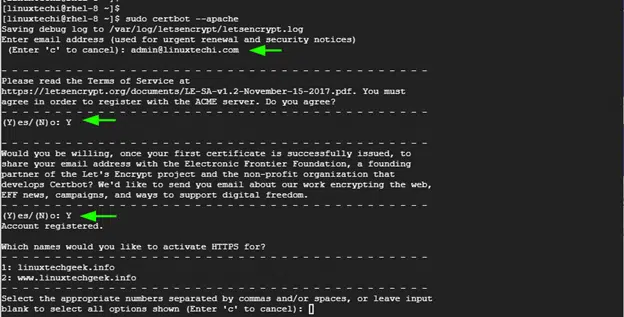 [linuxtechi@rhel-8 ~]$
[linuxtechi@rhel-8 ~]$
[linuxtechi@rhel-8 ~]$ sudo certbot --apache
Saving debug log to /var/log/letsencrypt/letsencrypt.log
Enter email address (used for urgent renewal and security notices)
(Enter 'c' to cancel): admin@linuxtechi.com
- - - - - - - - - - - - - - - - - - - - - - - - - - - - - - - - - - - - - - - -
Please read the Terms of Service at
https://letsencrypt.org/documents/LE-SA-v1.2-November-15-2017.pdf. You must
agree in order to register with the ACME server. Do you agree?
- - - - - - - - - - - - - - - - - - - - - - - - - - - - - - - - - - - - - - - -
(Y)es/(N)o: Y
- - - - - - - - - - - - - - - - - - - - - - - - - - - - - - - - - - - - - - - -
Would you be willing, once your first certificate is successfully issued, to
share your email address with the Electronic Frontier Foundation, a founding
partner of the Let's Encrypt project and the non-profit organization that
develops Certbot? We'd like to send you email about our work encrypting the web,
EFF news, campaigns, and ways to support digital freedom.
- - - - - - - - - - - - - - - - - - - - - - - - - - - - - - - - - - - - - - - -
(Y)es/(N)o: Y
Account registered.
Which names would you like to activate HTTPS for?
- - - - - - - - - - - - - - - - - - - - - - - - - - - - - - - - - - - - - - - -
1: linuxtechgeek.info
2: www.linuxtechgeek.info
- - - - - - - - - - - - - - - - - - - - - - - - - - - - - - - - - - - - - - - -
Select the appropriate numbers separated by commas and/or spaces, or leave input
blank to select all options shown (Enter 'c' to cancel):